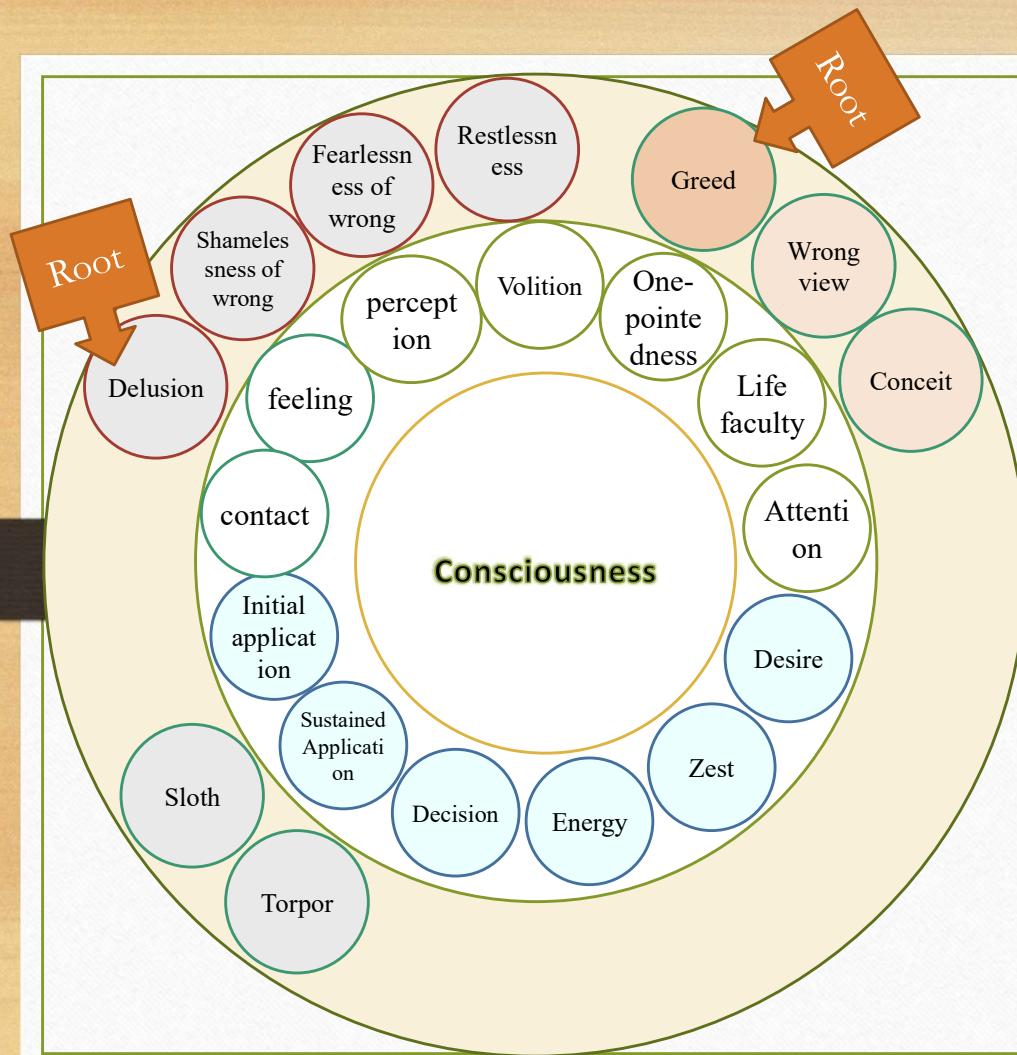 Root
Root
Restlessn
ess
Fearlessn
ess of
wrong
Greed
Shameles
sness of
wrong
Wrong
view
Delusion
Conceit
percept
ion
Volition
One-
pointe
dness
feeling
Life
faculty
contact
Attenti
on
Consciousness
Initial
applicat
ion
Desire
Sustained
Applicati
on
Zest
Decision
Energy
Sloth
Torpor